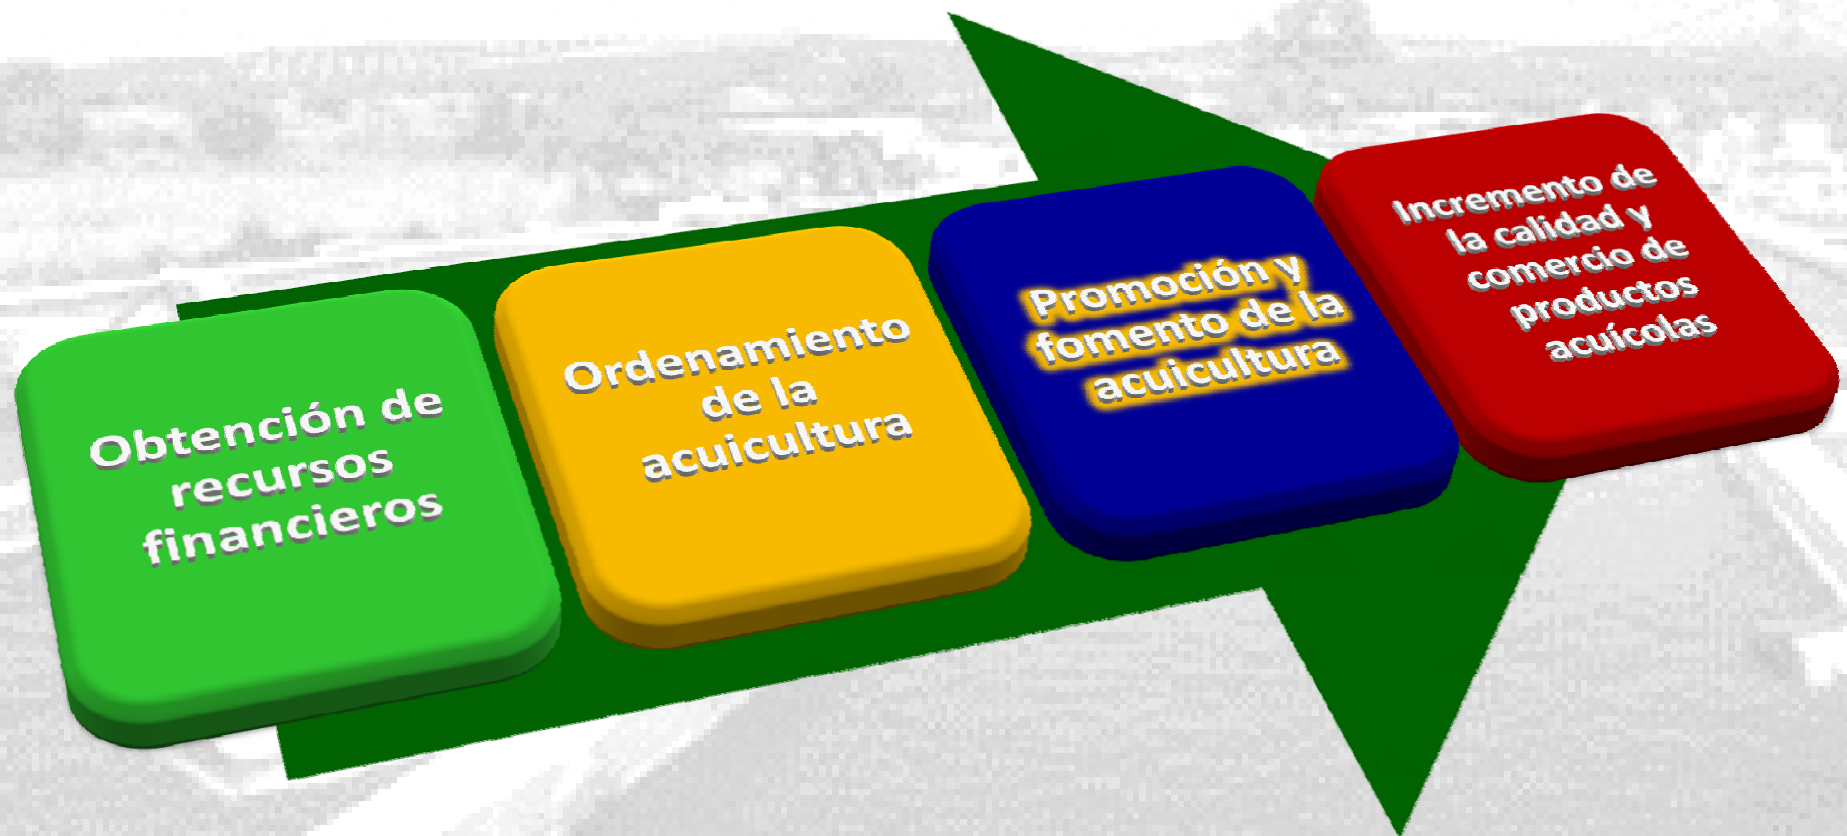 Obtención de
recursos
financieros
Ordenamiento
de la
acuicultura
Promoción y
fomento de la
acuicultura
Incremento de
la calidad y
comercio de
productos
acuícolas